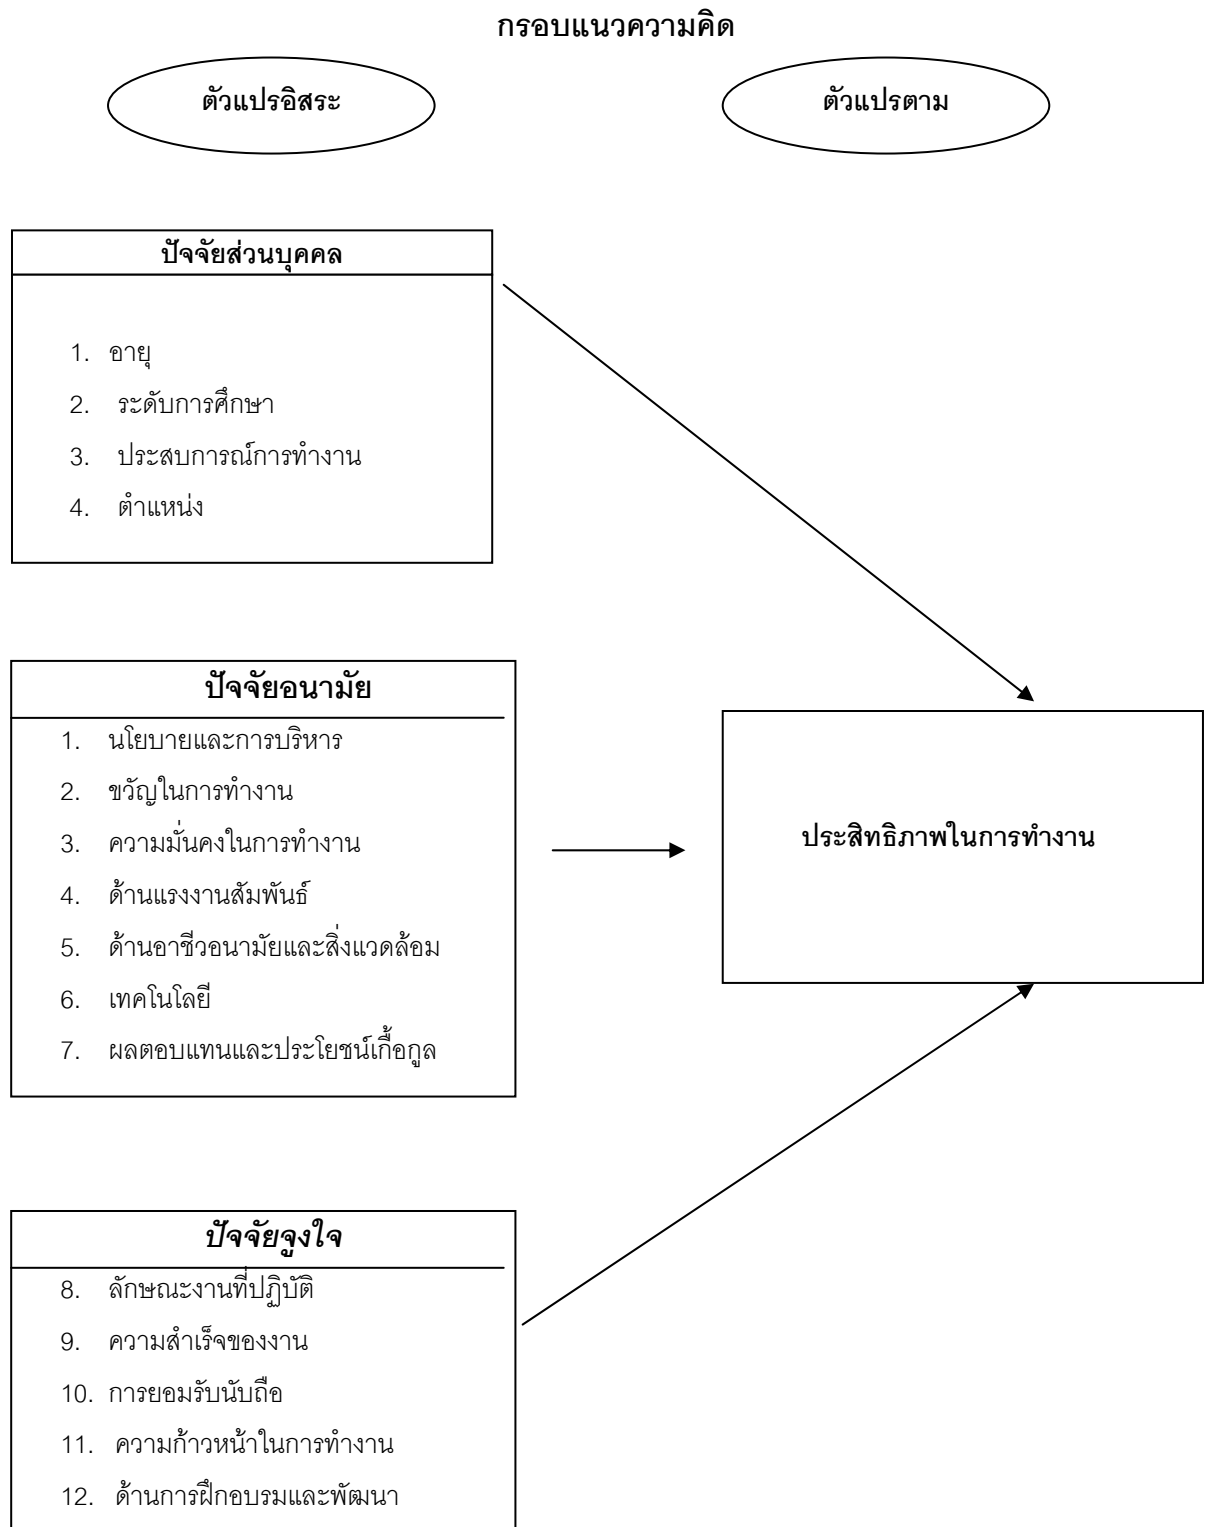 กรอบแนวความคิด
ตัวแปรอิสระ
ตัวแปรตาม
ปัจจัยส่วนบุคคล
1. อายุ
2. ระดับการศึกษา
3. ประสบการณ์การทำงาน
4. ตำแหน่ง
ปัจจัยอนามัย
1. นโยบายและการบริหาร
2. ขวัญในการทำงาน
3. ความมั่นคงในการทำงาน
4. ด้านแรงงานสัมพันธ์
5. ด้านอาชีวอนามัยและสิ่งแวดล้อม
6. เทคโนโลยี
7. ผลตอบแทนและประโยชน์เกื้อกูล
ประสิทธิภาพในการทำงาน
ปัจจัยจูงใจ
8. ลักษณะงานที่ปฏิบัติ
9. ความสำเร็จของงาน
10. การยอมรับนับถือ
11. ความก้าวหน้าในการทำงาน
12. ด้านการฝึกอบรมและพัฒนา